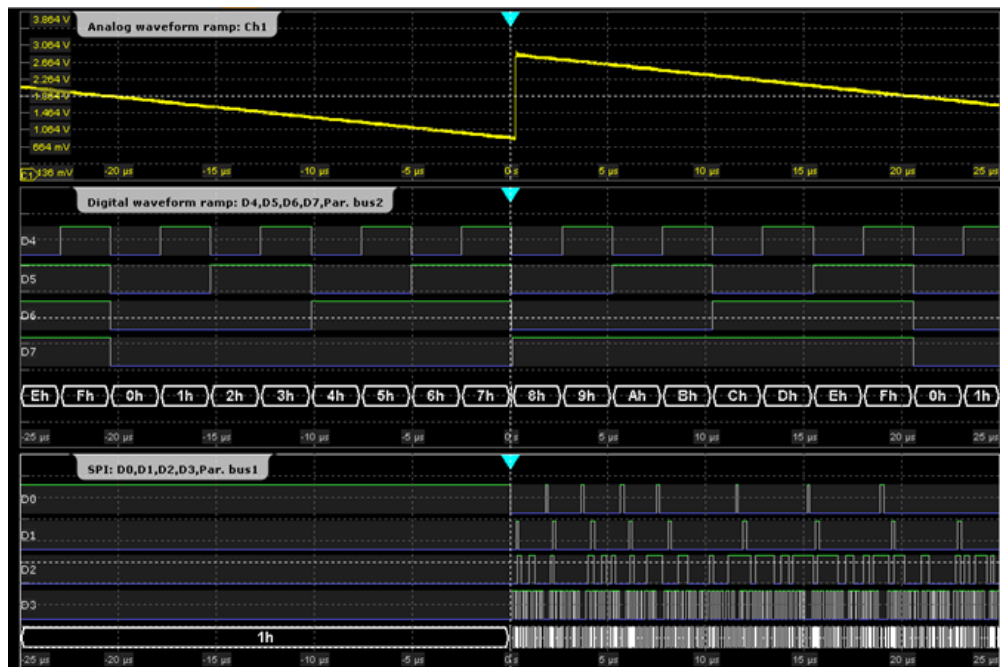 3.864 V
Analog waveform ramp: Ch1
3.064 V
2.664 V
2.264 V
1.864 V
1.464 V
1.064 V
664 mV
C1 436 mV -20 µs -15 µs -10 µs -5 µs 0 s 5 µs 10 µs 15 µs 20 µs 25 µs
Digital waveform ramp: D4,D5,D6,D7,Par. bus2
D4
D5
D6
D7
Eh Fh 0h 1h 2h 3h 4h 5h 6h 7h 8h 9h Ah Bh Ch Dh Eh Fh 0h 1h
-25 µs -20 µs -15 µs -10 µs -5 µs 0 s 5 µs 10 µs 15 µs 20 µs 25 µs
SPI: D0,D1,D2,D3,Par. bus1
D0
D1
D2
D3
1h
-25 µs -20 µs -15 µs -10 µs -5 µs 0 s 5 µs 10 µs 15 µs 20 µs 25 µs